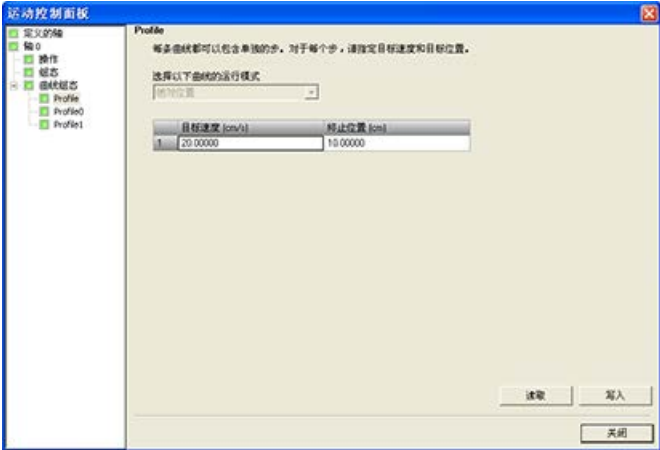 运动控制面板
定义的轴
轴 0
操作
组态
曲线组态
Profile
Profile0
Profile1
Profile
每条曲线都可以包含单独的步。对于每个步，请指定目标速度和目标位置。
选择以下曲线的运行模式
绝对位置
目标速度 (cm/s) 终止位置 (cm)
1 20.00000 10.00000
读取 写入
关闭